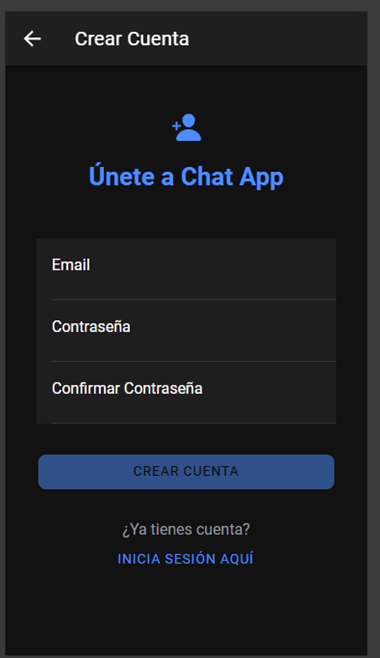 Crear Cuenta
Únete a Chat App
Email
Contraseña
Confirmar Contraseña
CREAR CUENTA
¿Ya tienes cuenta?
INICIA SESIÓN AQUÍ